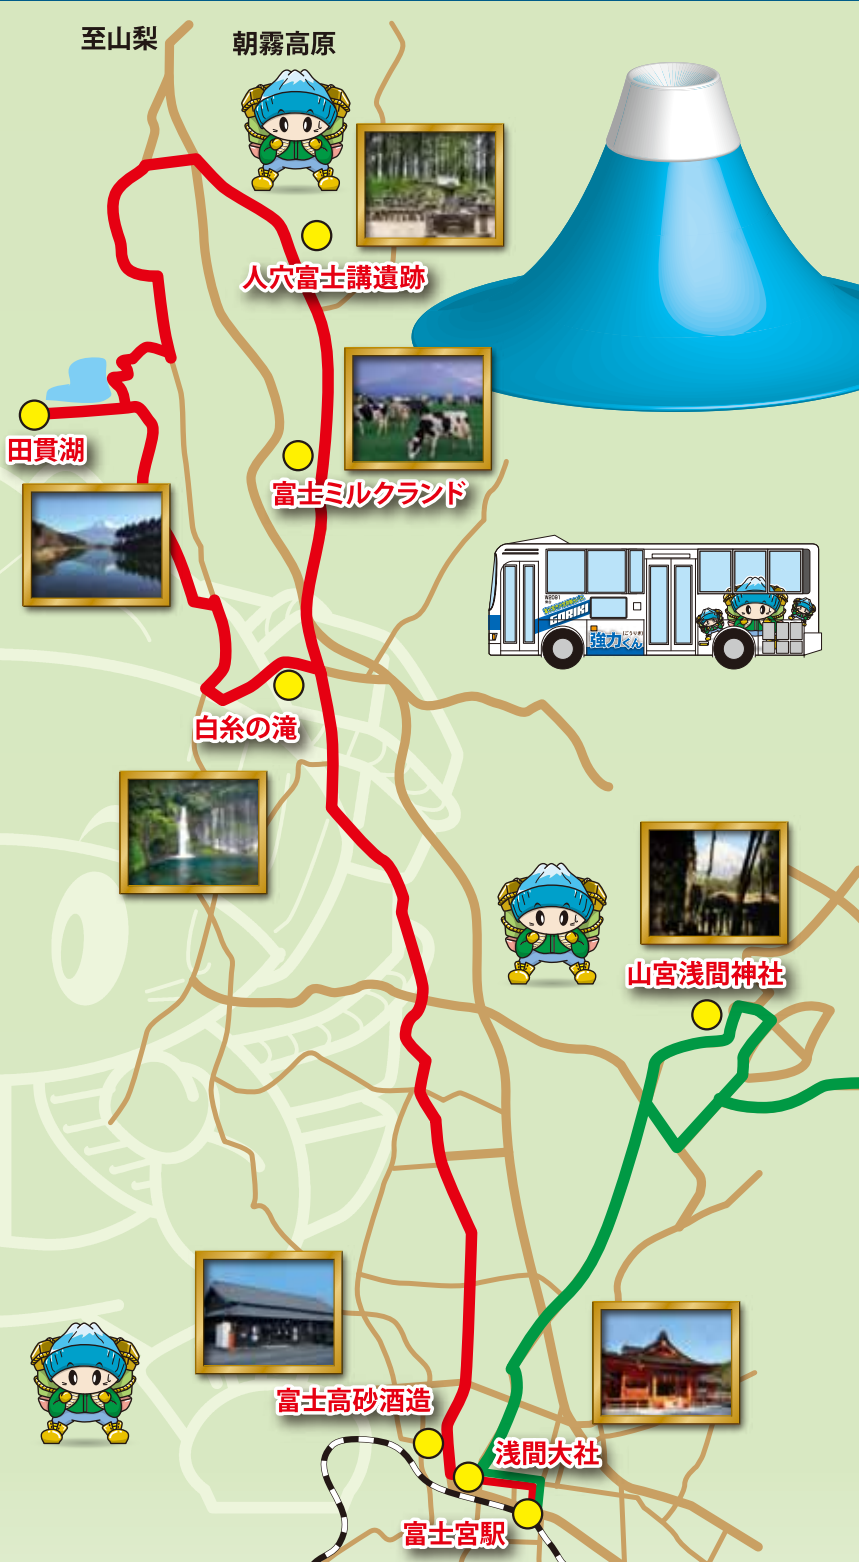 至山梨
朝霧高原
人穴富士講遺跡
田貫湖
富士ミルクランド
GORIKI
強力くん
白糸の滝
山宮浅間神社
富士高砂酒造
浅間大社
富士宮駅